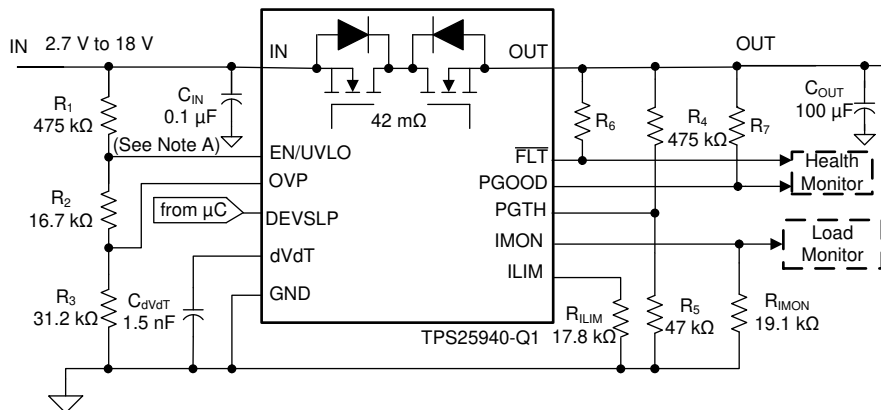 IN 2.7 V to 18 V
IN
OUT
OUT
R1
475 kΩ
CIN
0.1 µF
42 mΩ
R6
R4
475 kΩ
R7
COUT
100 µF
(See Note A)
EN/UVLO
FLT
Health
Monitor
R2
16.7 kΩ
OVP
PGOOD
from µC
DEVSLP
PGTH
IMON
Load
Monitor
dVdT
ILIM
GND
R3
31.2 kΩ
CdVdT
1.5 nF
RILIM
17.8 kΩ
R5
47 kΩ
RIMON
19.1 kΩ
TPS25940-Q1